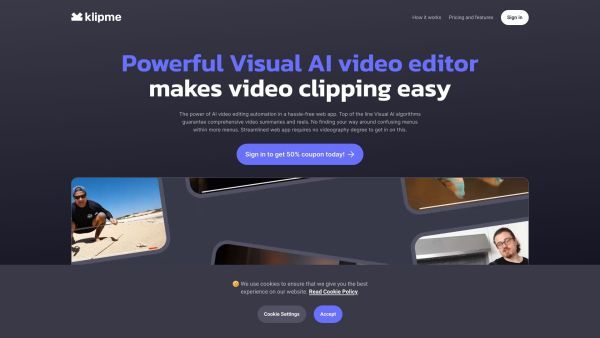 klipme
How it works
Pricing and features
Sign in
Powerful Visual AI video editor
makes video clipping easy
The power of AI video editing automation in a hassle-free web app. Top of the line Visual AI algorithms
guarantee comprehensive video summaries and reels. No finding your way around confusing menus
within more menus. Streamlined web app requires no videography degree to get in on this.
Sign in to get 50% coupon today! →
We use cookies to ensure that we give you the best
experience on our website. Read Cookie Policy.
Cookie Settings
Accept